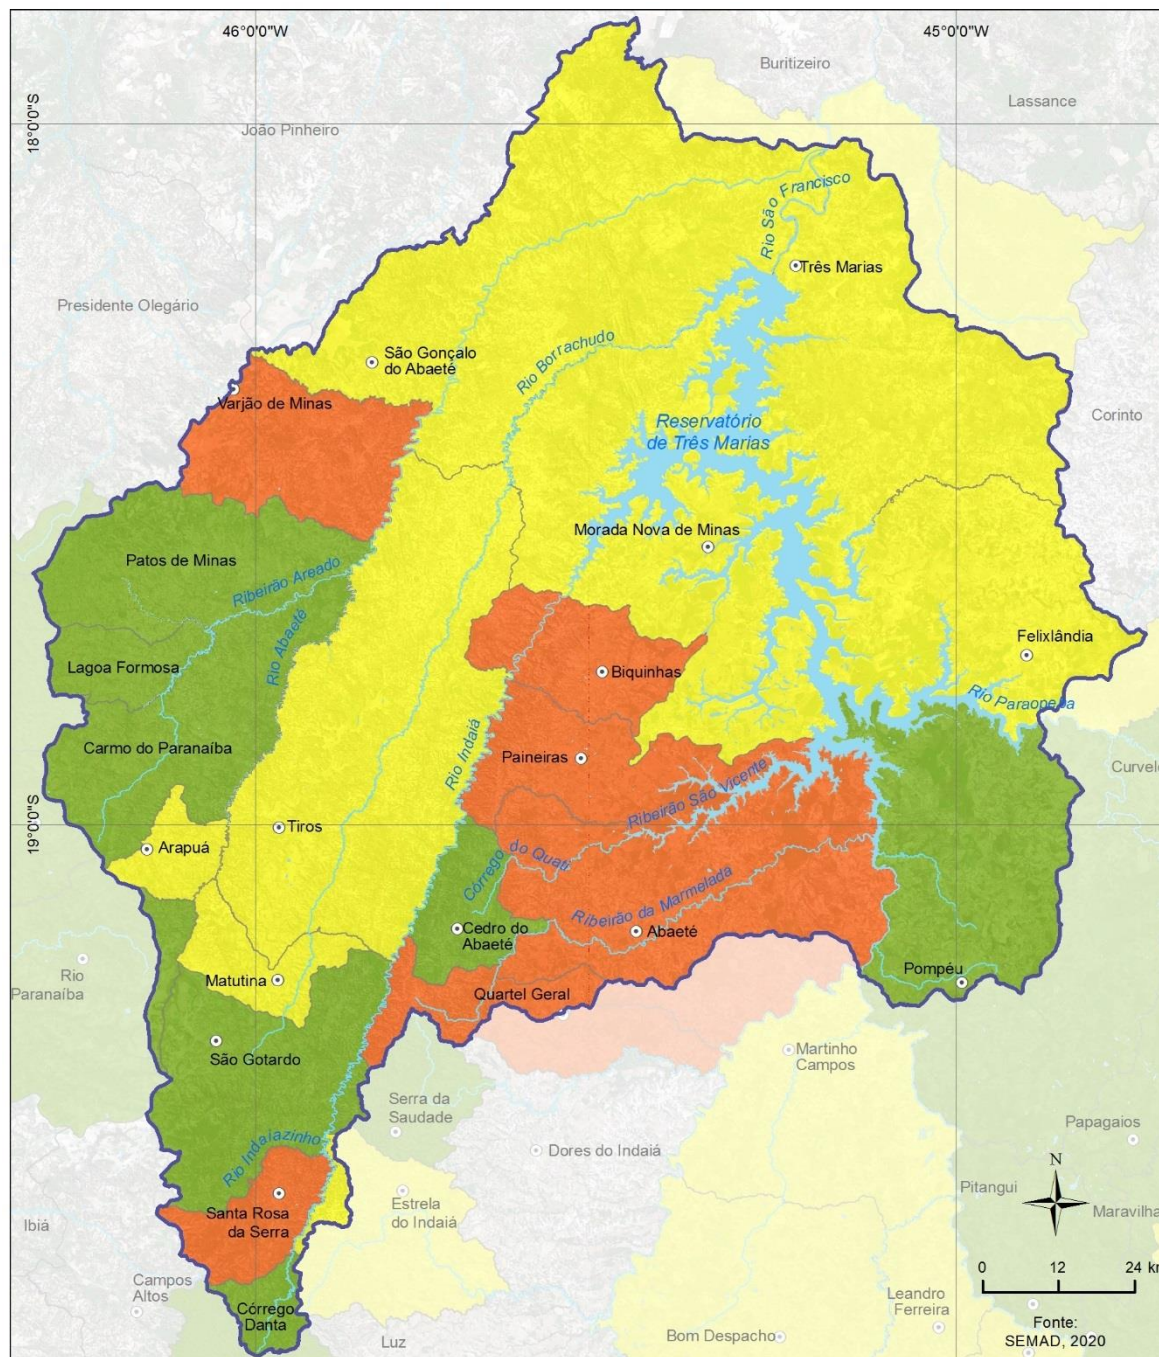 46°0'0"W
45°0'0"W
Buritizeiro
Lassance
18°0'0"S
João Pinheiro
Rio São Francisco
Três Marias
Presidente Olegário
São Gonçalo
do Abaeté
Rio Borrachudo
Varjão de Minas
Corinto
Reservatório
de Três Marias
Morada Nova de Minas
Patos de Minas
Ribeirão Areado
Rio Abaeté
Felixlândia
Lagoa Formosa
Biquinhas
Rio Paraopeba
Carmo do Paranaíba
Rio Indaiá
Paineiras
Curvelo
Ribeirão São Vicente
19°0'0"S
Tiros
Arapuá
Córrego do Quati
Ribeirão da Marmelada
Cedro do
Abaeté
Abaeté
Rio
Paranaíba
Matutina
Pompéu
Quartel Geral
São Gotardo
Martinho
Campos
Serra da
Saudade
Papagaios
Rio Indaiazinho
Dores do Indaiá
N
Pitangui
Santa Rosa
da Serra
Estrela
do Indaiá
Maravilha
Ibiá
0 12 24 km
Campos
Altos
Córrego
Danta
Leandro
Ferreira
Fonte:
SEMAD, 2020
Luz
Bom Despacho